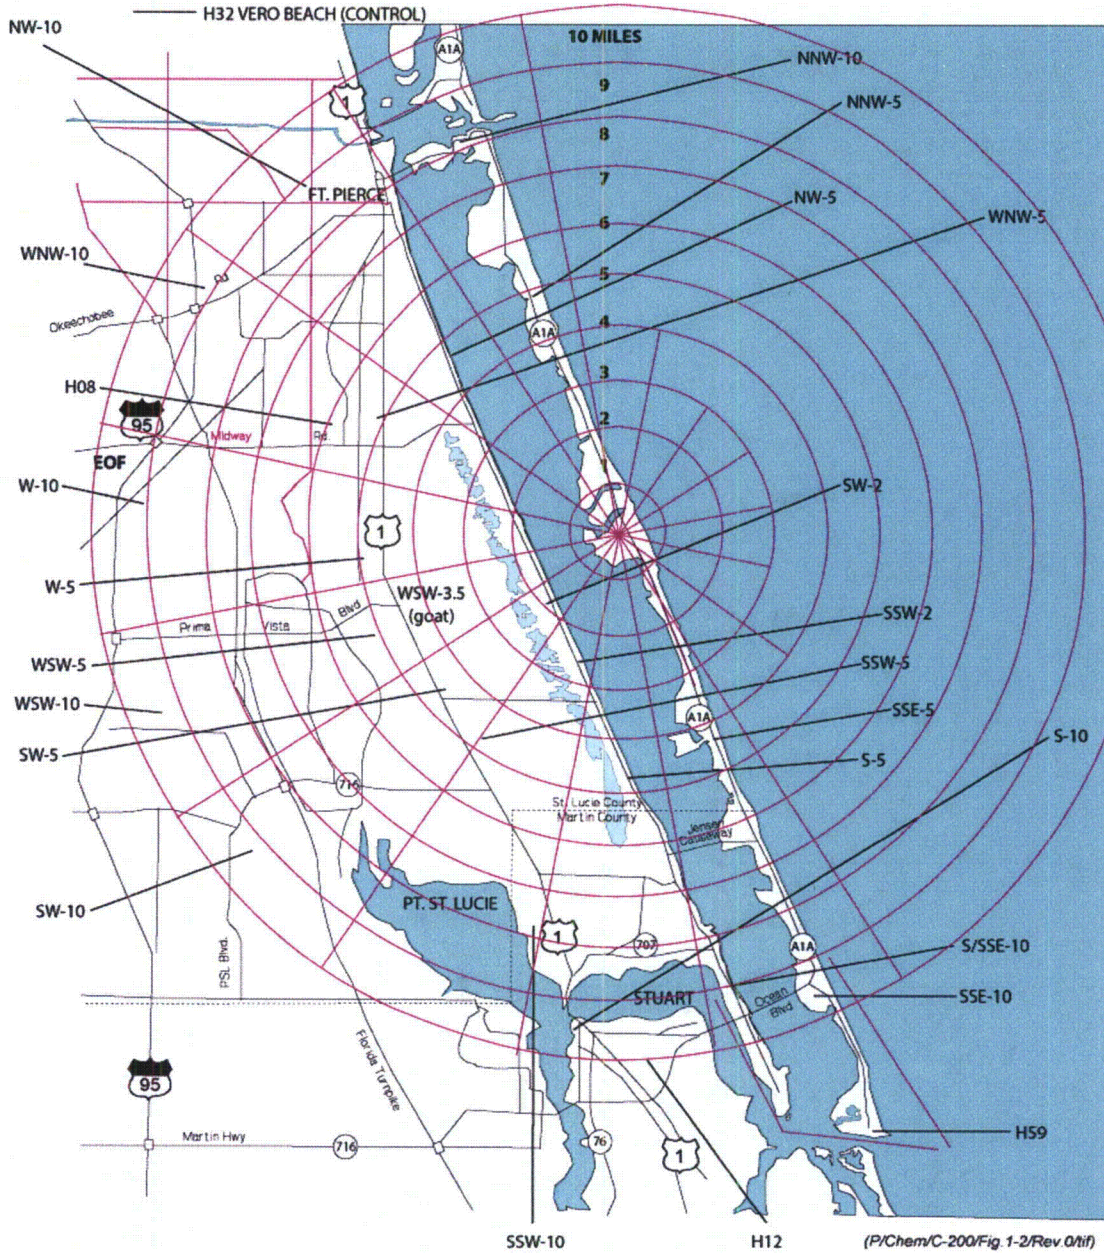 H32 VERO BEACH (CONTROL)
NW-10
10 MILES
A1A
NNW-10
9
1
NNW-5
8
7
FT. PIERCE
NW-5
6
WNW-5
WNW-10
Rd
5
Okeechobee
4
A1A
3
H08
2
95
Midway Rd.
EOF
1
W-10
SW-2
1
W-5
WSW-3.5
(goat)
SSW-2
Prima Vista Blvd
WSW-5
SSW-5
WSW-10
SSE-5
A1A
S-10
SW-5
S-5
716
St. Lucie County
Martin County
Jensen
Causeway
PT. ST. LUCIE
SW-10
1
707
A1A
S/SSE-10
PSL Blvd.
STUART
Ocean
Blvd
SSE-10
Florida Turnpike
95
Martin Hwy
716
76
1
HS9
SSW-10
H12
(P/Chem/C-200/Fig.1-2/Rev.0/tif)